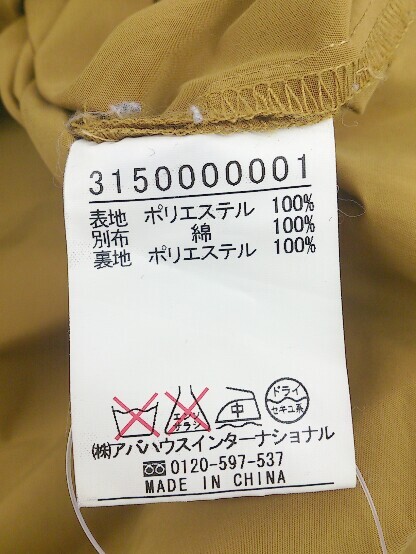 3150000001
表地 ポリエステル 100%
別布 綿 100%
裏地 ポリエステル 100%
エンソ サラシ 中 ドライ セキユ系
㈱アバハウスインターナショナル
0120-597-537
MADE IN CHINA